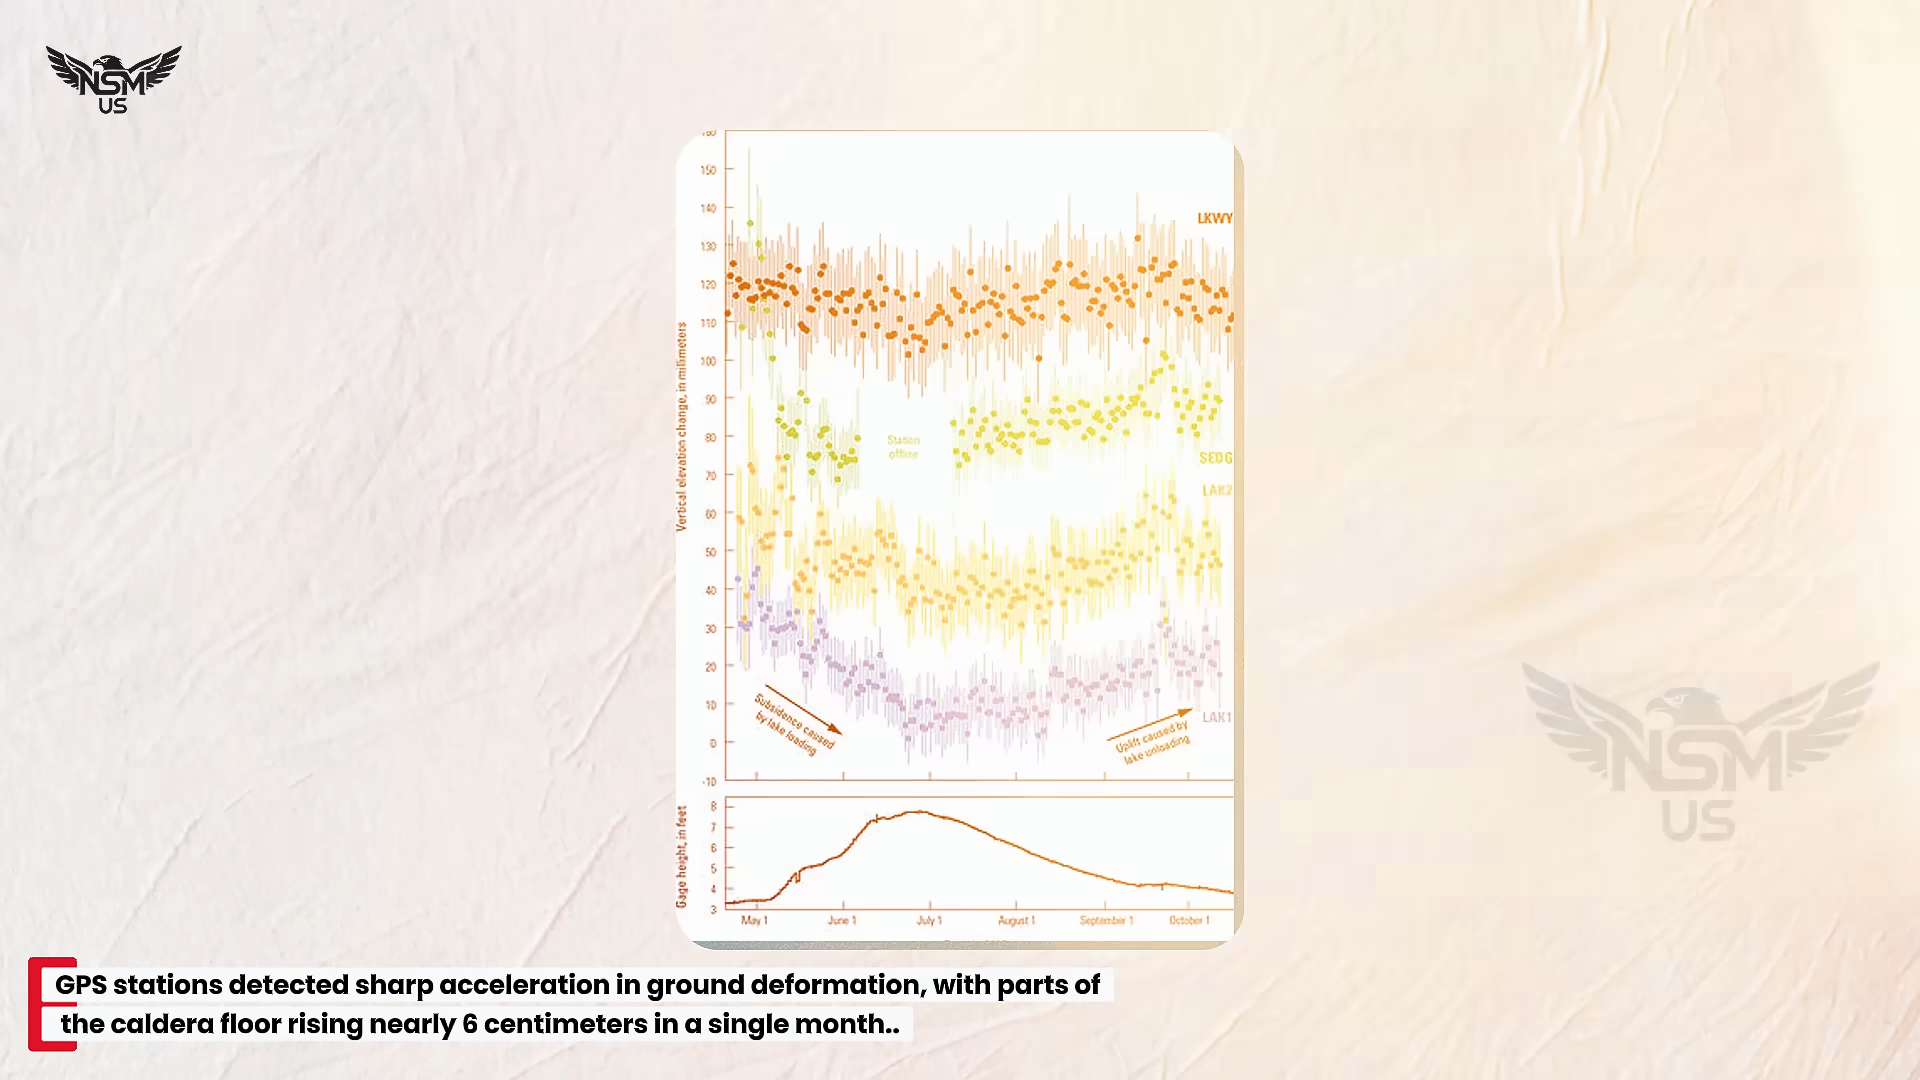 NSM
US
160
150
140
130
120
110
100
90
80
70
60
50
40
30
20
10
0
-10
Vertical elevation change, in millimeters
LKWY
Station
offline
SEDG
LAK2
LAK1
Subsidence caused
by lake loading
Uplift caused by
lake unloading
8
7
6
5
4
3
Gage height, in feet
May 1
June 1
July 1
August 1
September 1
October 1
NSM
US
GPS stations detected sharp acceleration in ground deformation, with parts of
the caldera floor rising nearly 6 centimeters in a single month..